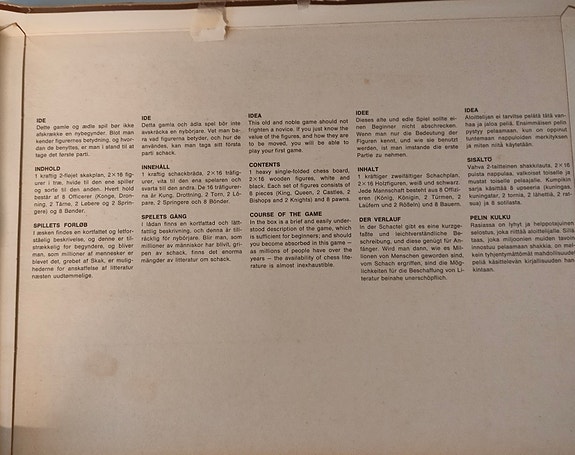 IDE
Dette gamle og ædle spil bør ikke
afskrække en nybegynder. Blot man
kender figurernes betydning, og hvor-
dan de benyttes, er man i stand til at
tage det første parti.
INDHOLD
1 kraftig 2-fløjet skakplan, 2×16 fig-
urer i træ, hvide til den ene spiller
og sorte til den anden. Hvert hold
består af 8 Officerer (Konge, Dron-
ning, 2 Tårne, 2 Løbere og 2 Sprin-
gere) og 8 Bønder.
SPILLETS FORLØB
I æsken findes en kortfattet og letfor-
ståelig beskrivelse, og denne er til-
strækkelig for begyndere, og bliver
man, som millioner af mennesker er
blevet det, grebet af Skak, er mulig-
hederne for anskaffelse af litteratur
næsten uudtømmelige.
IDE
Detta gamla och ädla spel bör inte
avskräcka en nybörjare. Vet man ba-
ra vad figurerna betyder, och hur de
användes, kan man taga sitt första
parti schack.
INNEHÅLL
1 kraftig schackbräda, 2×16 träfig-
urer, vita till den ena spelaren och
svarta till den andra. De 16 träfigurer-
na är Kung, Drottning, 2 Torn, 2 Lö-
pare, 2 Springere och 8 Bönder.
SPELETS GÅNG
I lådan finns en kortfattad och lätt-
fattlig beskrivning, och denna är till-
räcklig för nybörjare. Blir man, som
millioner av människor har blivit, gripen
av schack, finns det enorma
mängder av litteratur om schack.
IDEA
This old and noble game should not
frighten a novice, if you just know the
value of the figures, and how they are
to be moved, you will be able to
play your first game.
CONTENTS
1 heavy single-folded chess board,
2×16 wooden figures, white and
black. Each set of figures consists of
8 pieces (King, Queen, 2 Castles, 2
Bishops and 2 Knights) and 8 pawns.
COURSE OF THE GAME
In the box is a brief and easily under-
stood description of the game, which
is sufficient for beginners; and should
you become absorbed in this game —
as millions of people have over the
years — the availability of chess lite-
rature is almost inexhaustible.
IDEE
Dieses alte und edle Spiel sollte ei-
nen Beginner nicht abschrecken.
Wenn man nur die Bedeutung der
Figuren kennt, und wie sie benutzt
werden, ist man imstande die erste
Partie zu nehmen.
INHALT
1 kräftiger zweifältiger Schachplan,
2×16 Holzfiguren, weiß und schwarz.
Jede Mannschaft besteht aus 8 Offizi-
eren (König, Königin, 2 Türmen, 2
Läufern und 2 Röðeln) und 8 Bauern.
DER VERLAUF
In der Schactel gibt es eine kurzge-
faßte und leichtverständliche Be-
schreibung, und diese genügt für An-
fänger. Wird man dann, wie es Mil-
lionen von Menschen geworden sind,
vom Schach ergriffen, sind die Mög-
lichkeiten für die Beschaffung von Li-
teratur beinahe unerschöpflich.
IDEA
Aloittelijan ei tarvitse pelätä tätä van-
haa ja jaloa peliä. Ensimmäisen pelin
pystyy pelaamaan, kun on oppinut
tuntemaan nappuloiden merkityksen
ja miten niitä käytetään.
SISÄLTÖ
Vahva 2-taitteinen shakkilauta, 2×16
puista nappulaa, valkoiset toiselle ja
mustat toiselle pelaajalle. Kumpikin
sarja käsittää 8 upseeria (kuningas,
kuningatar, 2 tornia, 2 lähettiä, 2 rat-
sua) ja 8 sotilasta.
PELIN KULKU
Rasiassa on lyhyt ja helppotajuinen
selostus, joka riittää aloittelijalle. Sillä
taas, joka miljoonien muiden tavoin
innostuu pelaamaan shakkia, on mel-
kein tyhjentymättömät mahdollisuudet
peliä käsittelevän kirjallisuuden han-
kintaan.